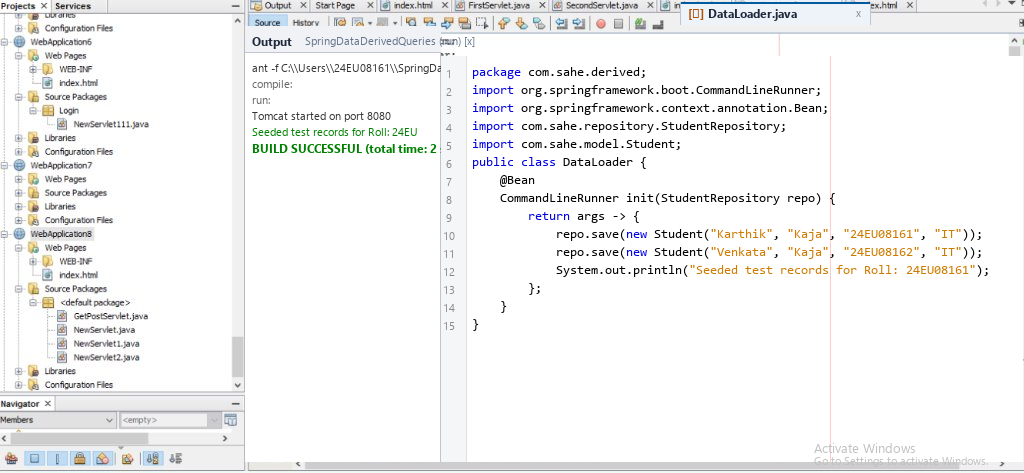 Projects × Services
Libraries
Configuration Files
WebApplication6
Web Pages
WEB-INF
index.html
Source Packages
Login
NewServlet111.java
Libraries
Configuration Files
WebApplication7
Web Pages
Source Packages
Libraries
Configuration Files
WebApplication8
Web Pages
WEB-INF
index.html
Source Packages
<default package>
GetPostServlet.java
NewServlet.java
NewServlet1.java
NewServlet2.java
Libraries
Configuration Files
Navigator ×
Members <empty>
Output × Start Page × index.html × FirstServlet.java × SecondServlet.java ×
[] DataLoader.java x
Source History
Output SpringDataDerivedQueries (run) [x]
ant -f C:\\Users\\24EU08161\\SpringDa
compile:
run:
Tomcat started on port 8080
Seeded test records for Roll: 24EU
BUILD SUCCESSFUL (total time: 2
1 package com.sahe.derived;
2 import org.springframework.boot.CommandLineRunner;
3 import org.springframework.context.annotation.Bean;
4 import com.sahe.repository.StudentRepository;
5 import com.sahe.model.Student;
6 public class DataLoader {
7 @Bean
8 CommandLineRunner init(StudentRepository repo) {
9 return args -> {
10 repo.save(new Student("Karthik", "Kaja", "24EU08161", "IT"));
11 repo.save(new Student("Venkata", "Kaja", "24EU08162", "IT"));
12 System.out.println("Seeded test records for Roll: 24EU08161");
13 };
14 }
15 }
Activate Windows
Go to Settings to activate Windows.